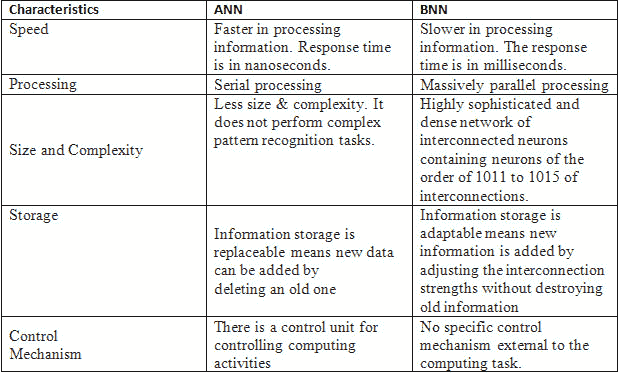 Characteristics
ANN
BNN
Speed
Faster in processing
information. Response time
is in nanoseconds.
Slower in processing
information. The response
time is in milliseconds.
Processing
Serial processing
Massively parallel processing
Size and Complexity
Less size & complexity. It
does not perform complex
pattern recognition tasks.
Highly sophisticated and
dense network of
interconnected neurons
containing neurons of the
order of 1011 to 1015 of
interconnections.
Storage
Information storage is
replaceable means new data
can be added by
deleting an old one
Information storage is
adaptable means new
information is added by
adjusting the interconnection
strengths without destroying
old information
Control
Mechanism
There is a control unit for
controlling computing
activities
No specific control
mechanism external to the
computing task.